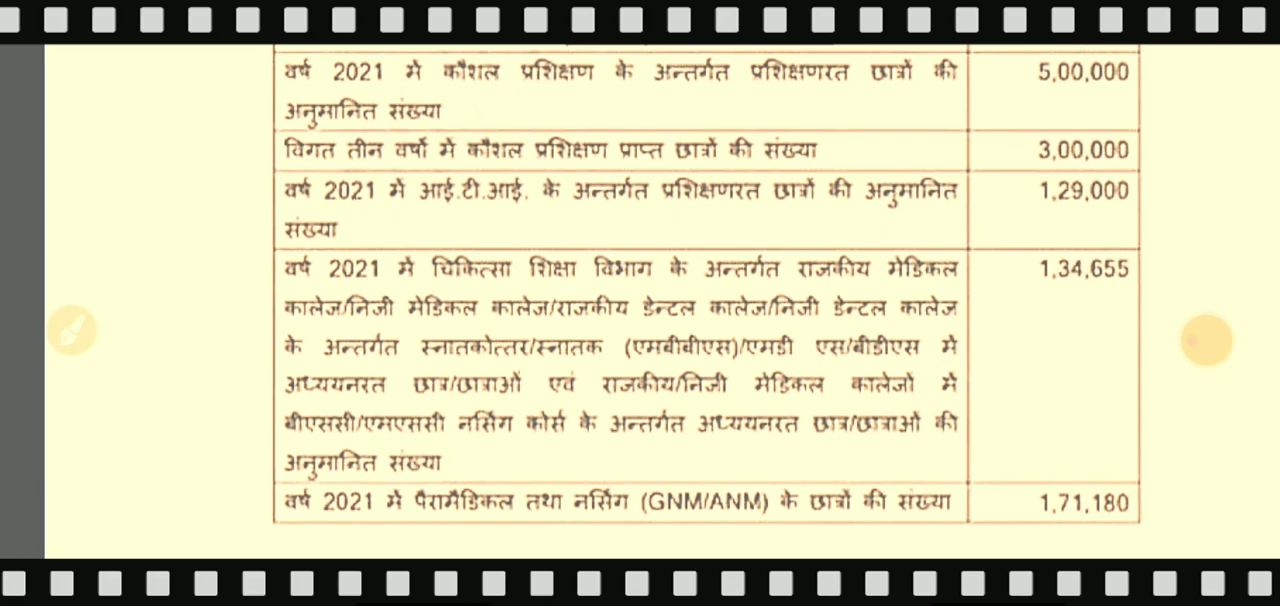 वर्ष 2021 में कौशल प्रशिक्षण के अन्तर्गत प्रशिक्षणरत छात्रों की 5,00,000
अनुमानित संख्या
विगत तीन वर्षो में कौशल प्रशिक्षण प्राप्त छात्रों की संख्या 3,00,000
वर्ष 2021 में आई.टी.आई. के अन्तर्गत प्रशिक्षणरत छात्रों की अनुमानित 1,29,000
संख्या
वर्ष 2021 में चिकित्सा शिक्षा विभाग के अन्तर्गत राजकीय मेडिकल 1,34,655
कालेज/निजी मेडिकल कालेज/राजकीय डेन्टल कालेज/निजी डेन्टल कालेज
के अन्तर्गत स्नातकोत्तर/स्नातक (एमबीबीएस)/एमडी एस/बीडीएस में
अध्ययनरत छात्र/छात्राओं एवं राजकीय/निजी मेडिकल कालेजों में
बीएससी/एमएससी नर्सिंग कोर्स के अन्तर्गत अध्ययनरत छात्र/छात्राओं की
अनुमानित संख्या
वर्ष 2021 में पैरामैडिकल तथा नर्सिंग (GNM/ANM) के छात्रों की संख्या 1,71,180